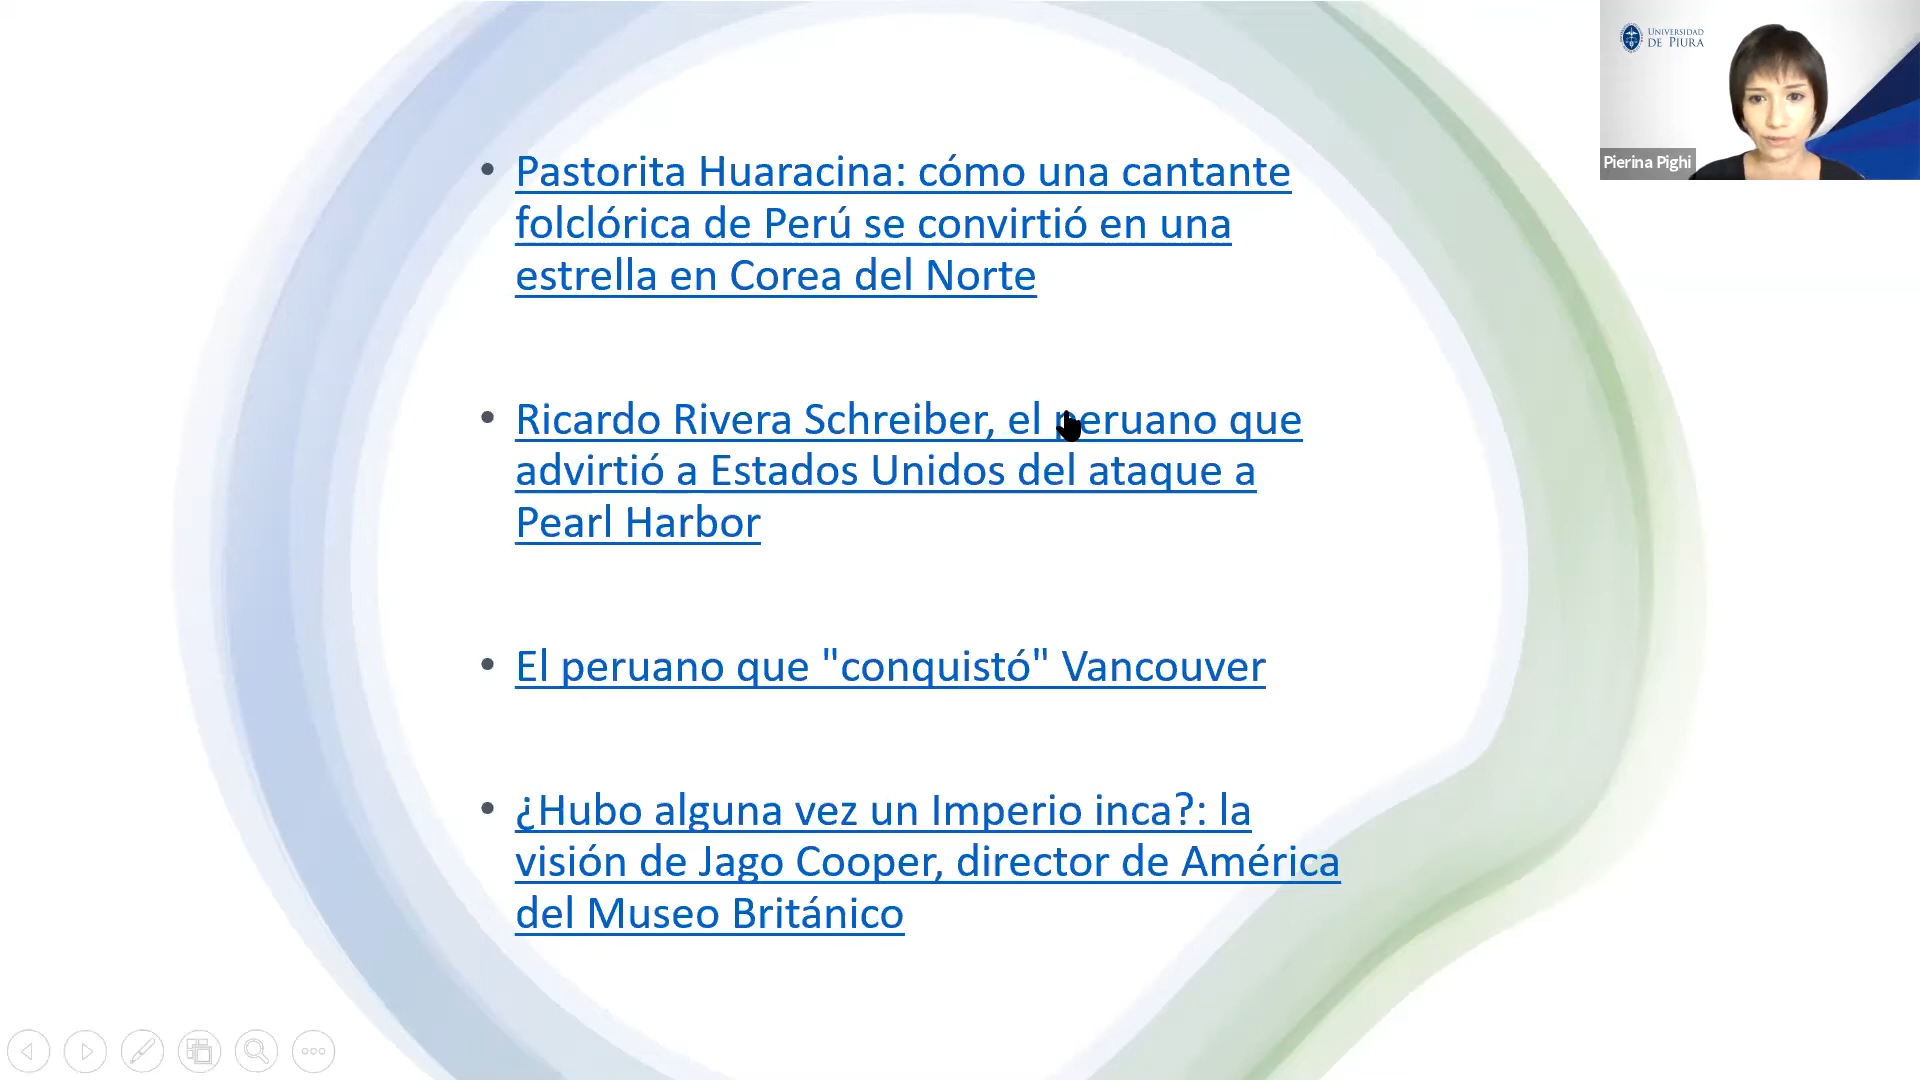 UNIVERSIDAD
DE PIURA
Pierina Pighi
• Pastorita Huaracina: cómo una cantante
folclórica de Perú se convirtió en una
estrella en Corea del Norte
• Ricardo Rivera Schreiber, el peruano que
advirtió a Estados Unidos del ataque a
Pearl Harbor
• El peruano que "conquistó" Vancouver
• ¿Hubo alguna vez un Imperio inca?: la
visión de Jago Cooper, director de América
del Museo Británico